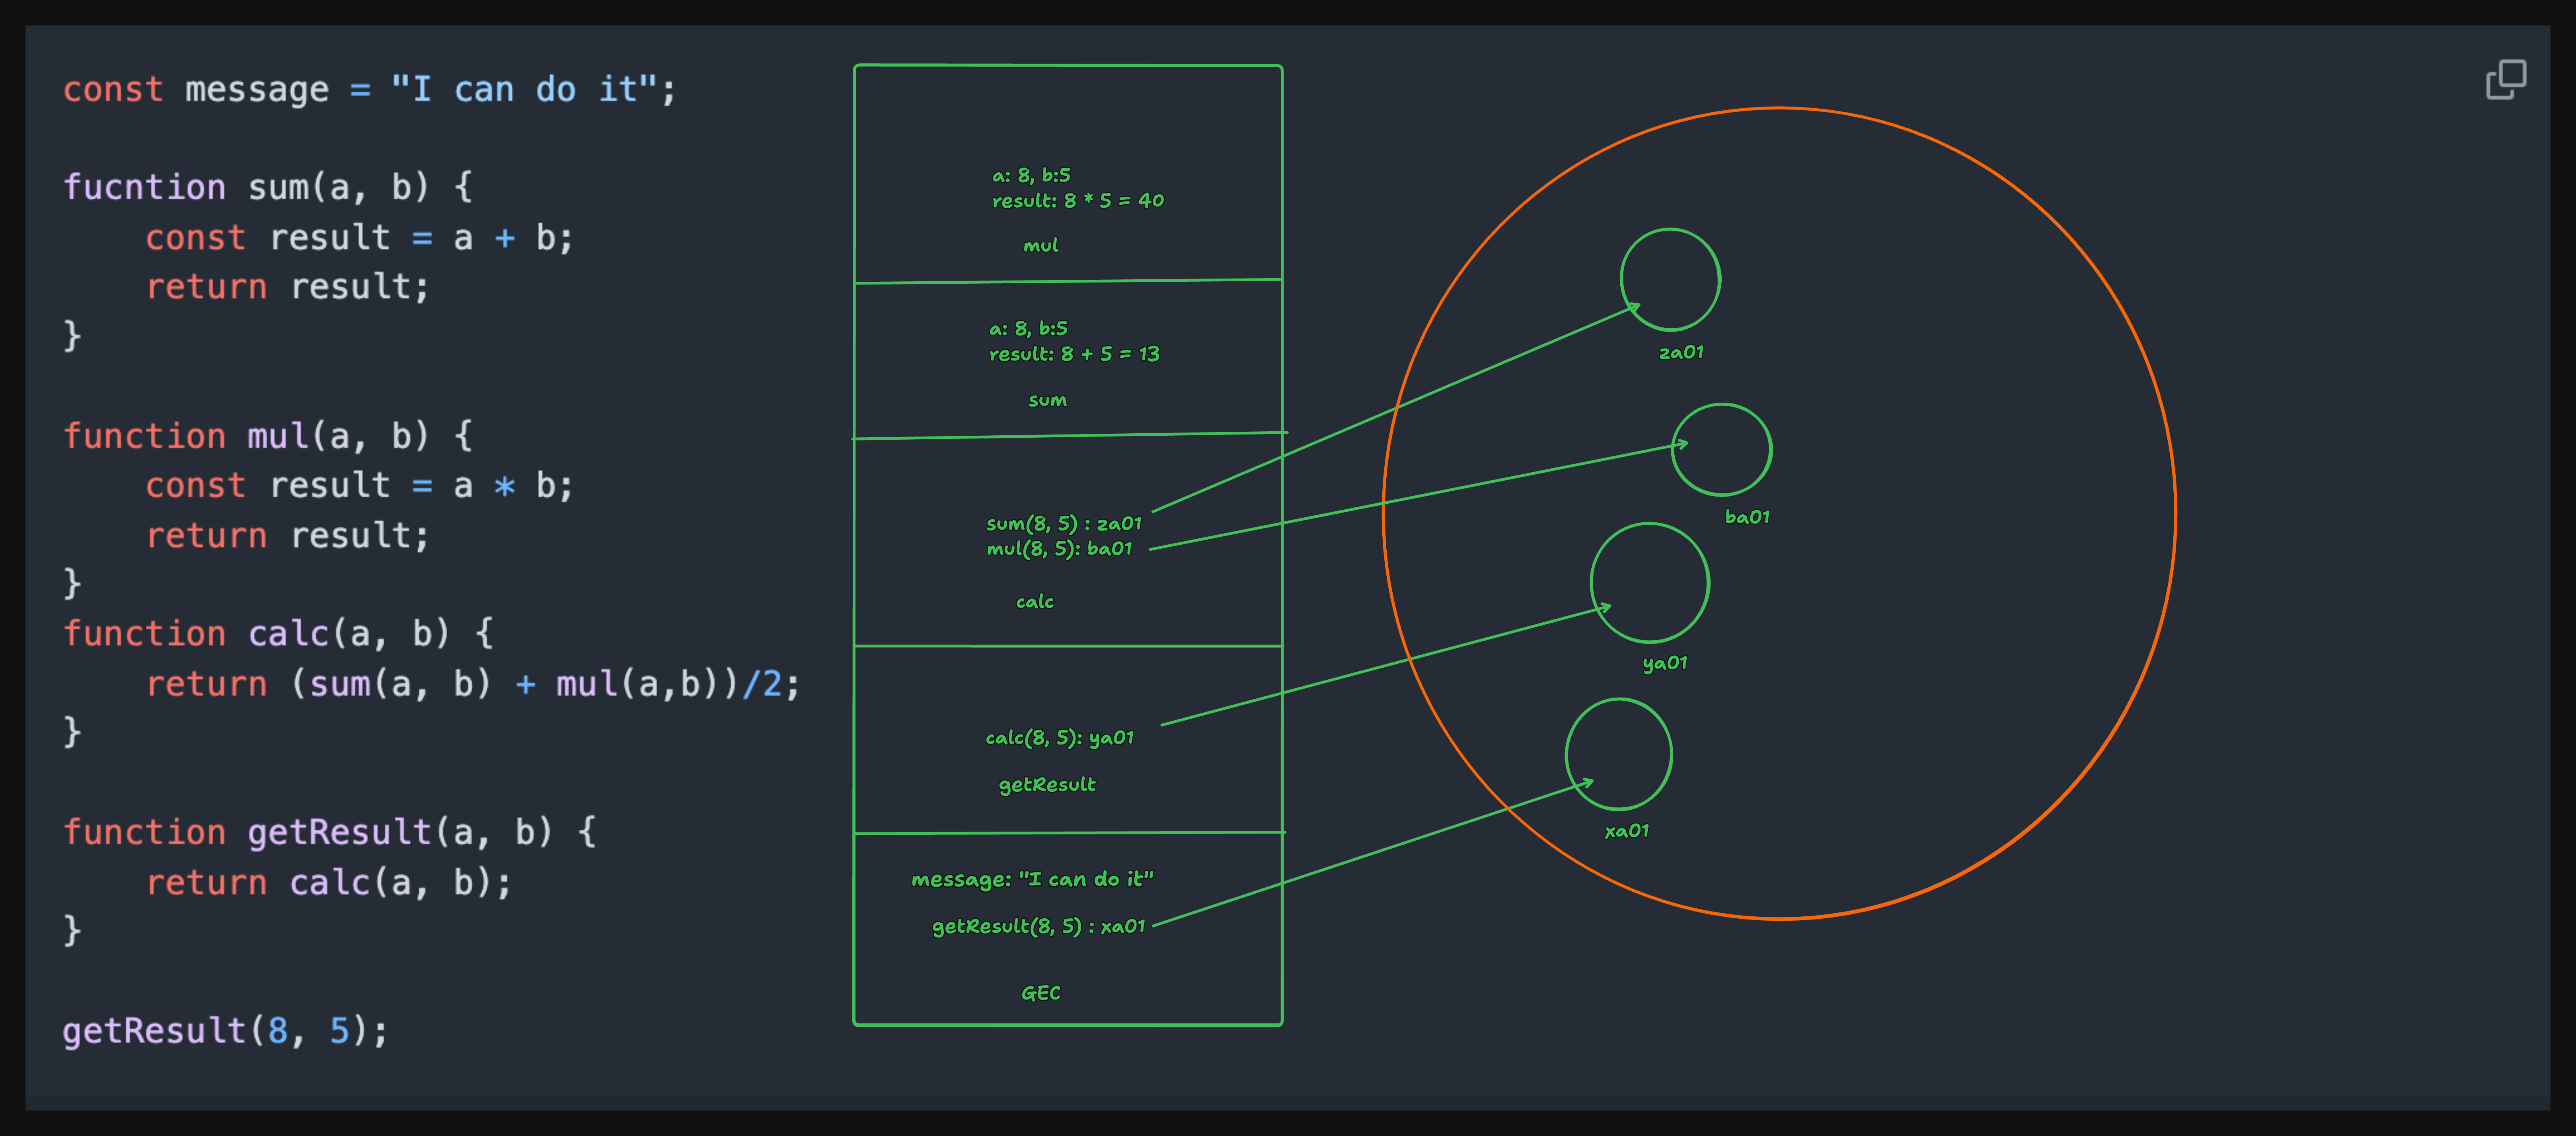 const message = "I can do it";
fucntion sum(a, b) {
const result = a + b;
return result;
}
function mul(a, b) {
const result = a * b;
return result;
}
function calc(a, b) {
return (sum(a, b) + mul(a,b))/2;
}
function getResult(a, b) {
return calc(a, b);
}
getResult(8, 5);
a: 8, b:5
result: 8 * 5 = 40
mul
a: 8, b:5
result: 8 + 5 = 13
sum
sum(8, 5) : za01
mul(8, 5): ba01
calc
calc(8, 5): ya01
getResult
message: "I can do it"
getResult(8, 5) : xa01
GEC
za01
ba01
ya01
xa01